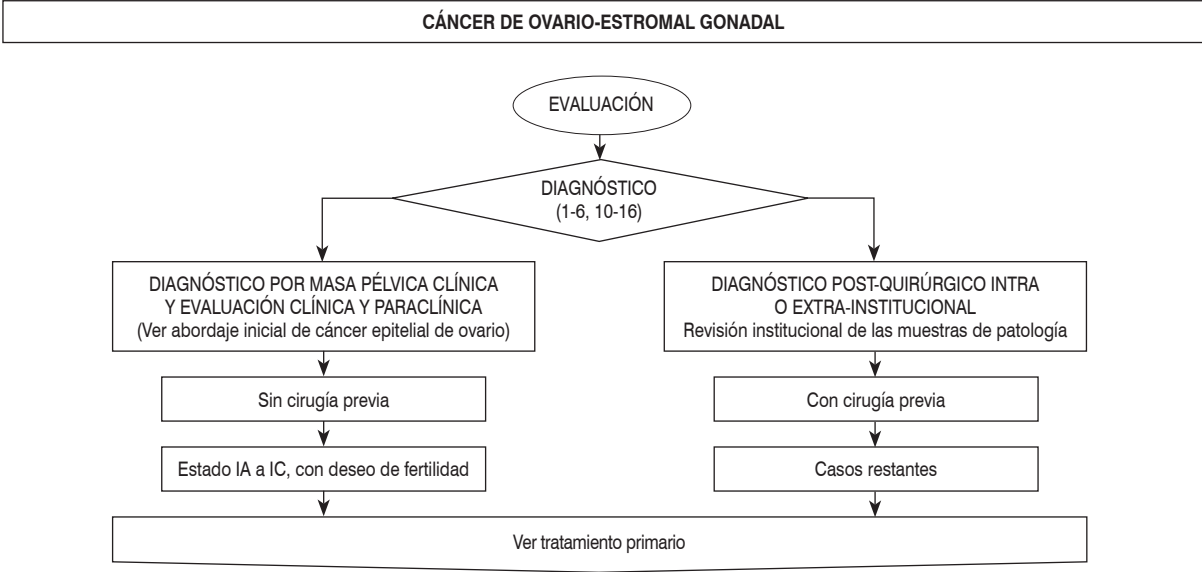 CÁNCER DE OVARIO-ESTROMAL GONADAL
EVALUACIÓN
DIAGNÓSTICO
(1-6, 10-16)
DIAGNÓSTICO POR MASA PÉLVICA CLÍNICA
Y EVALUACIÓN CLÍNICA Y PARACLÍNICA
(Ver abordaje inicial de cáncer epitelial de ovario)
DIAGNÓSTICO POST-QUIRÚRGICO INTRA
O EXTRA-INSTITUCIONAL
Revisión institucional de las muestras de patología
Sin cirugía previa
Con cirugía previa
Estado IA a IC, con deseo de fertilidad
Casos restantes
Ver tratamiento primario